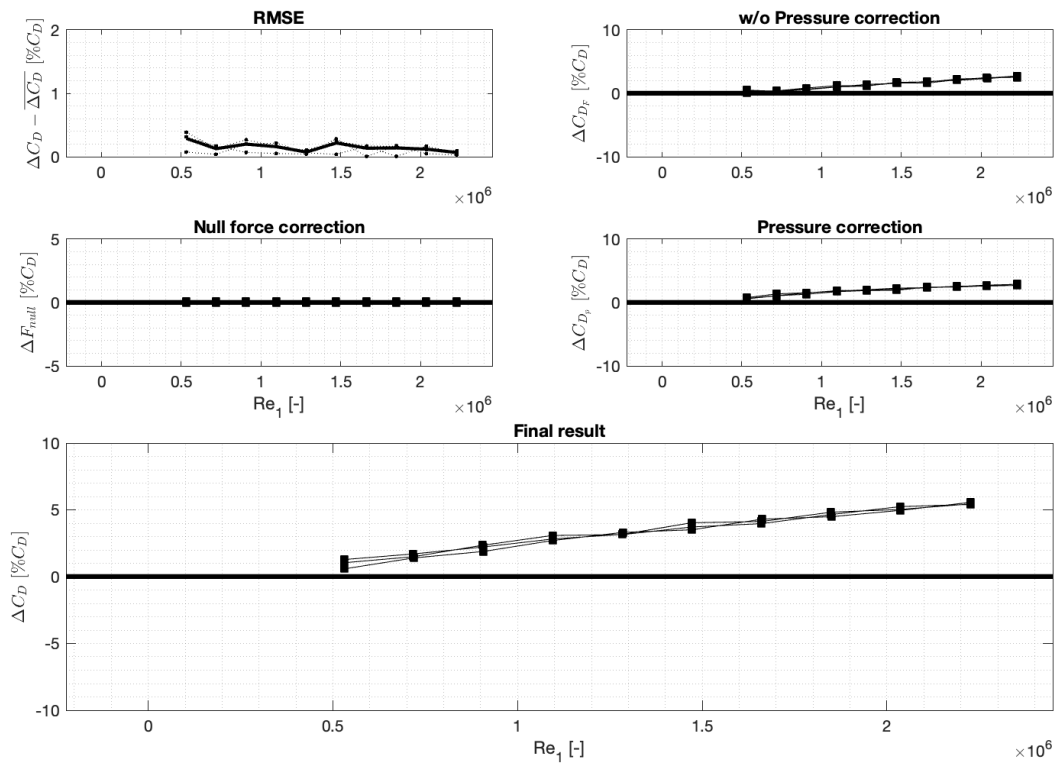 RMSE
ΔC_D − \overline{ΔC_D} [%C_D]
2
1
0
0 0.5 1 1.5 2
×10^6
w/o Pressure correction
ΔC_{D_F} [%C_D]
10
0
-10
0 0.5 1 1.5 2
×10^6
Null force correction
ΔF_{null} [%C_D]
5
0
-5
0 0.5 1 1.5 2
×10^6
Re_1 [-]
Pressure correction
ΔC_{D_p} [%C_D]
10
0
-10
0 0.5 1 1.5 2
×10^6
Re_1 [-]
Final result
ΔC_D [%C_D]
10
5
0
-5
-10
0 0.5 1 1.5 2
×10^6
Re_1 [-]